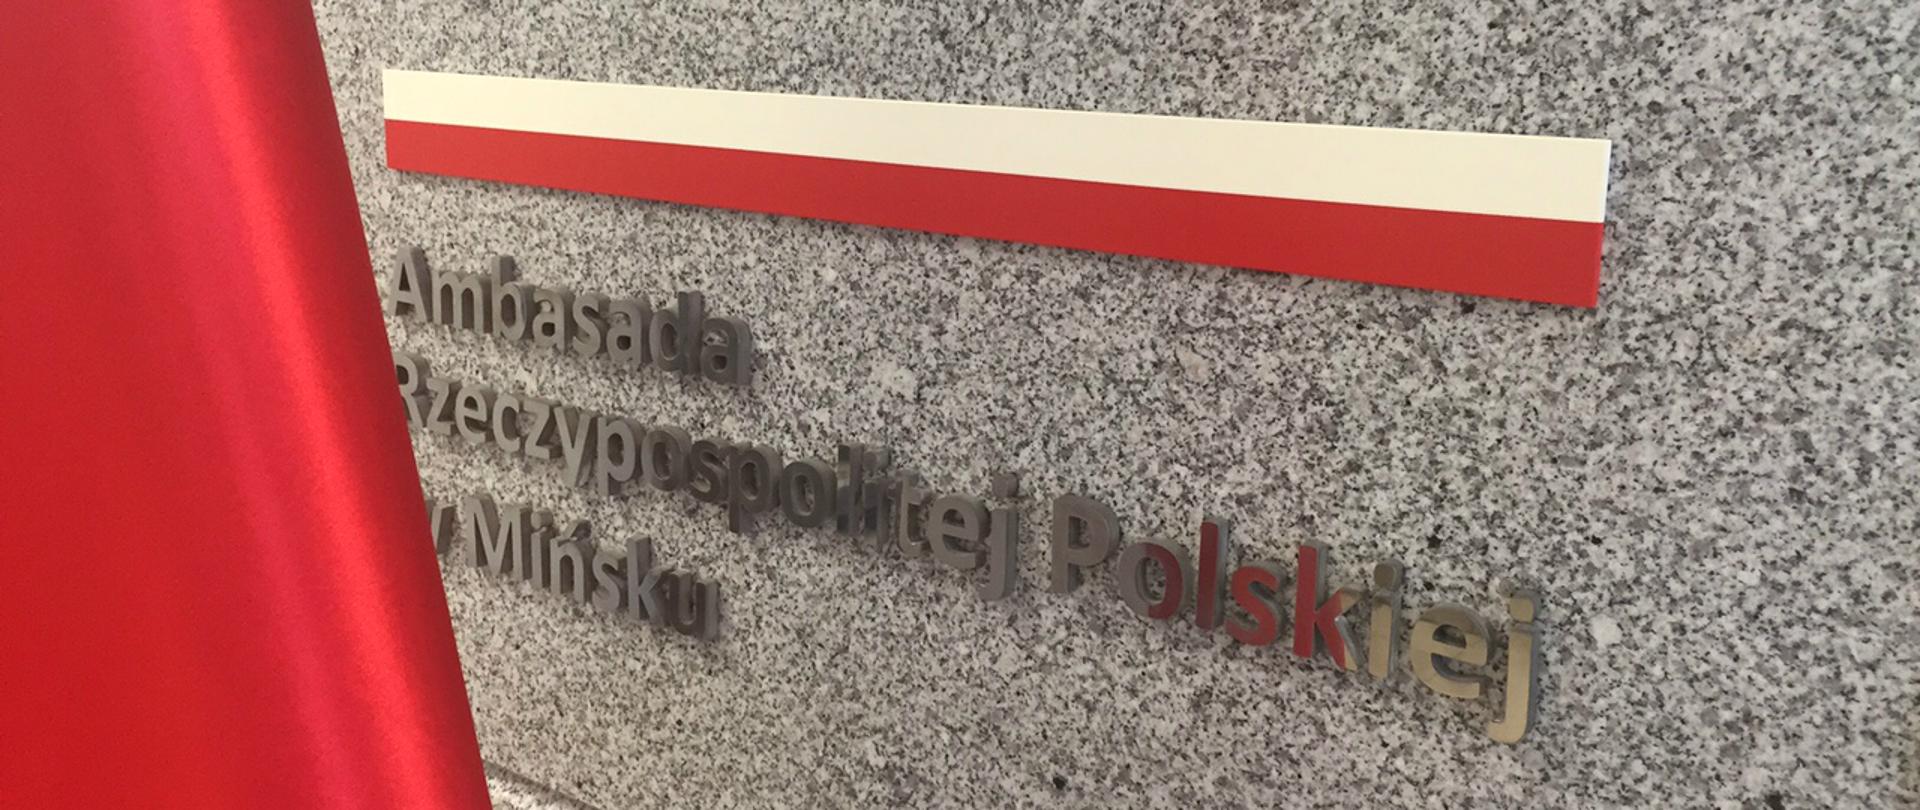 Ambasada
Rzeczypospolitej Polskiej
w Mińsku